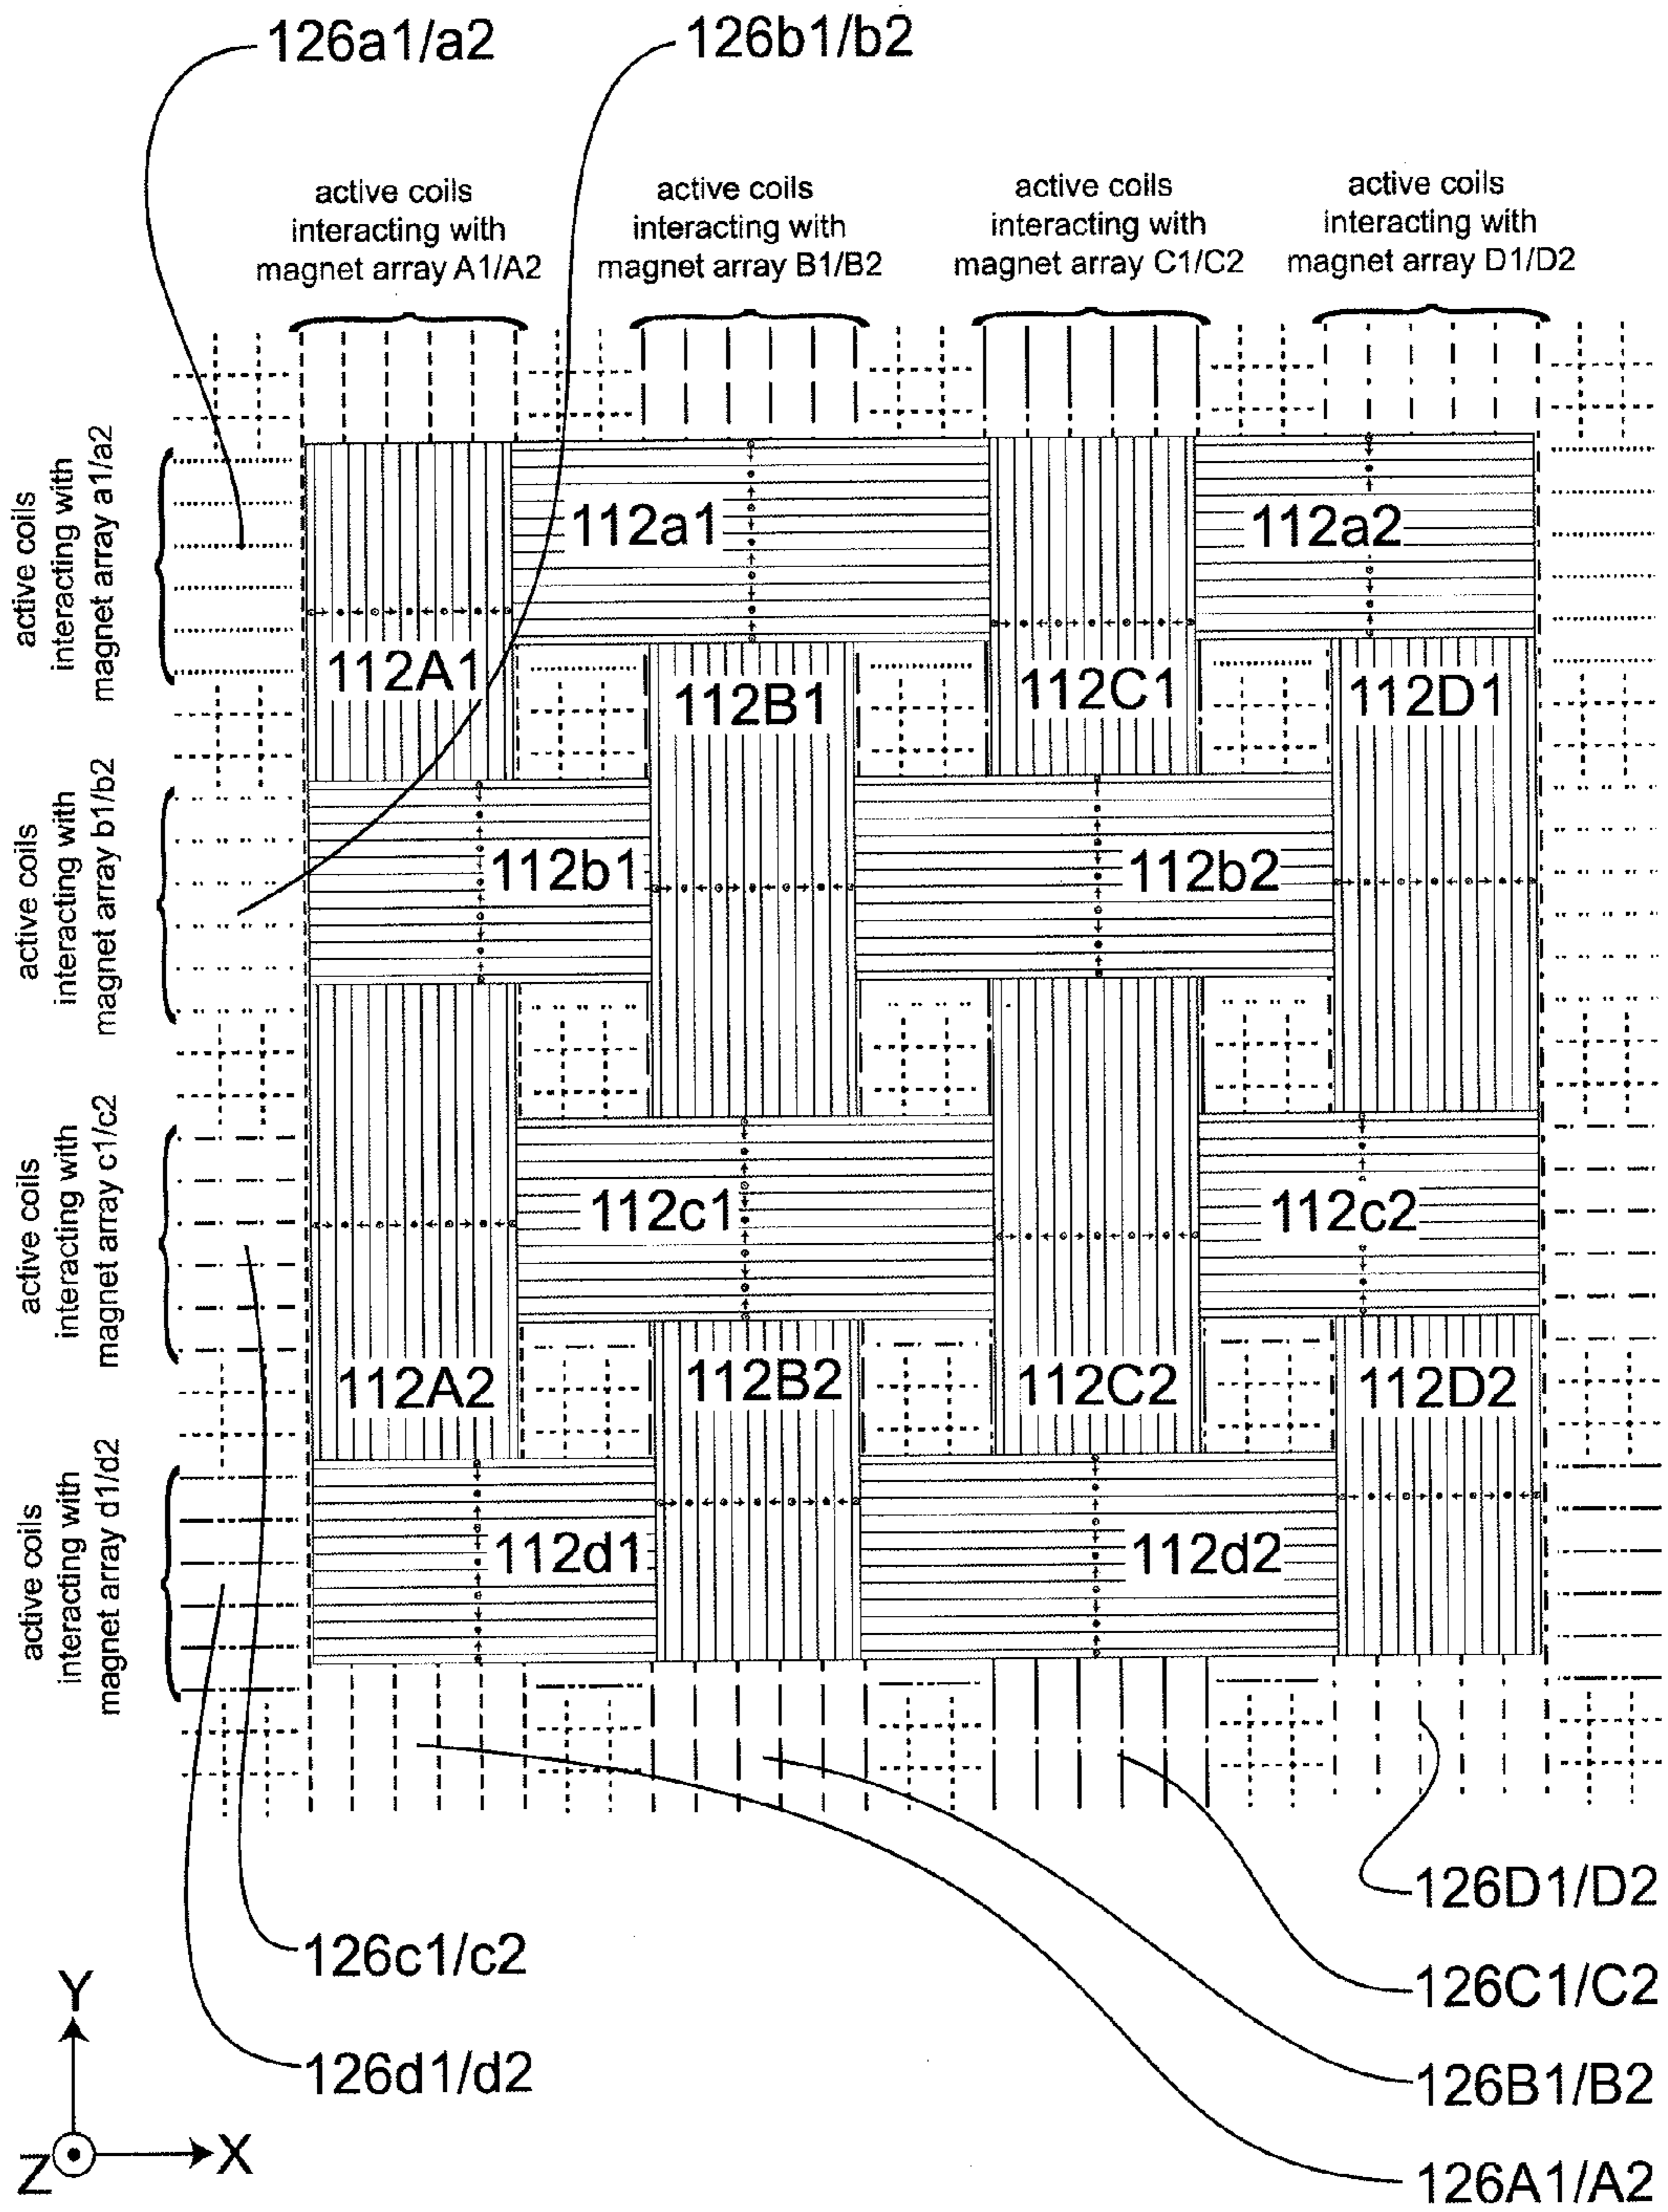 126a1/a2
126b1/b2
active coils
interacting with
magnet array A1/A2
active coils
interacting with
magnet array B1/B2
active coils
interacting with
magnet array C1/C2
active coils
interacting with
magnet array D1/D2
active coils
interacting with
magnet array a1/a2
112a1
112a2
112A1
112B1
112C1
112D1
active coils
interacting with
magnet array b1/b2
112b1
112b2
active coils
interacting with
magnet array c1/c2
112c1
112c2
112A2
112B2
112C2
112D2
active coils
interacting with
magnet array d1/d2
112d1
112d2
126D1/D2
126c1/c2
126C1/C2
126d1/d2
126B1/B2
126A1/A2
Y
Z
X